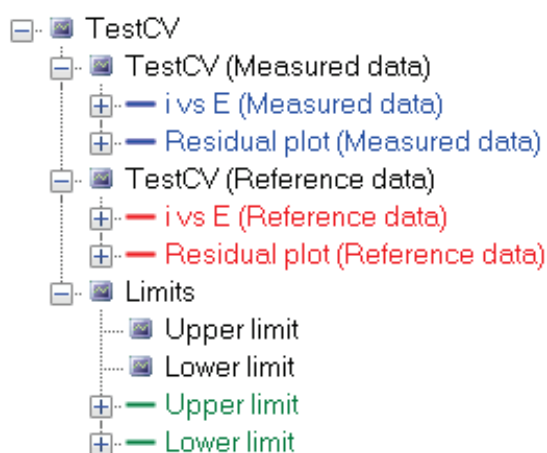 TestCV
TestCV (Measured data)
i vs E (Measured data)
Residual plot (Measured data)
TestCV (Reference data)
i vs E (Reference data)
Residual plot (Reference data)
Limits
Upper limit
Lower limit
Upper limit
Lower limit